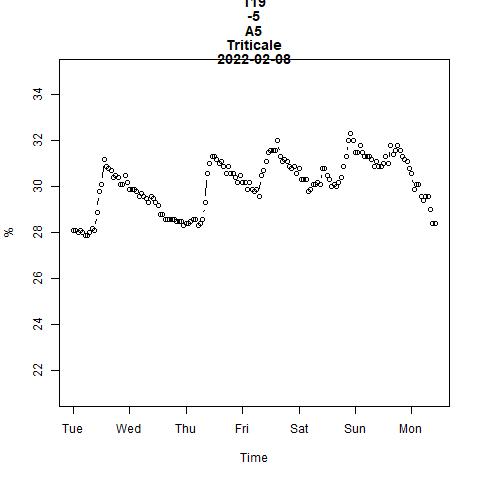 T19
-5
A5
Triticale
2022-02-08
34
32
30
28
26
24
22
%
Tue Wed Thu Fri Sat Sun Mon
Time